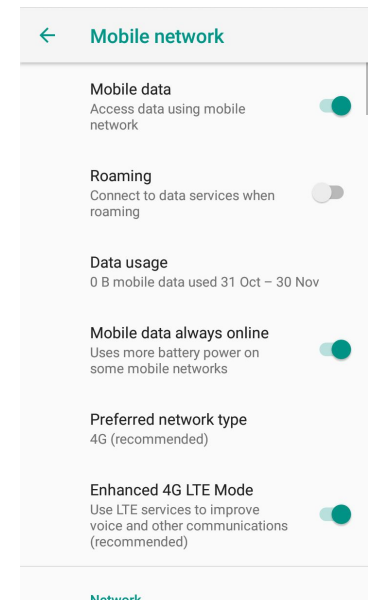 Mobile network
Mobile data
Access data using mobile
network
Roaming
Connect to data services when
roaming
Data usage
0 B mobile data used 31 Oct – 30 Nov
Mobile data always online
Uses more battery power on
some mobile networks
Preferred network type
4G (recommended)
Enhanced 4G LTE Mode
Use LTE services to improve
voice and other communications
(recommended)
Network